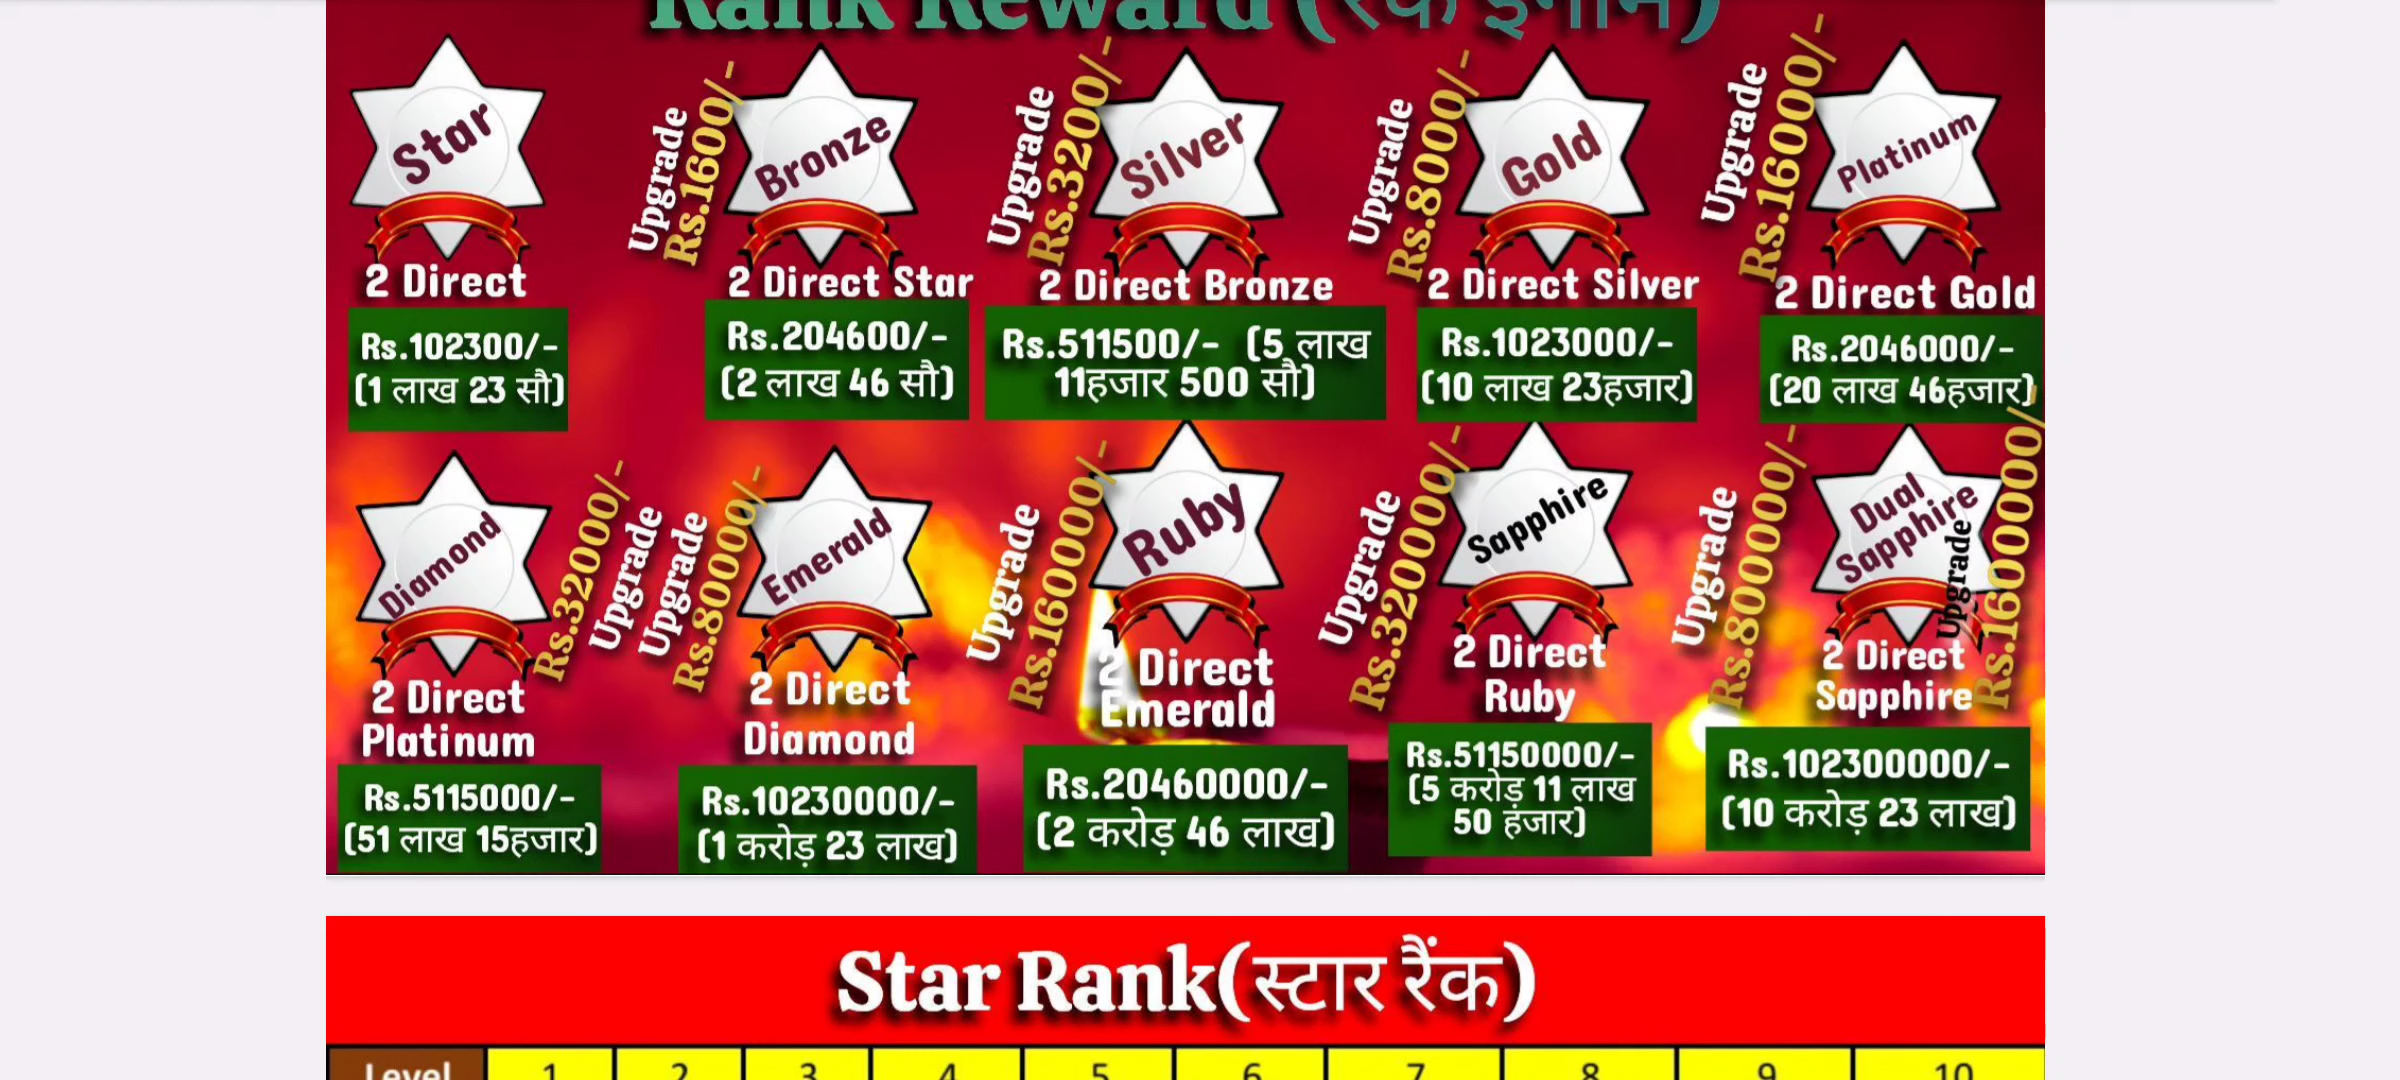 Rank Reward (रैंक ईनाम)
Star
2 Direct
Rs.102300/-
(1 लाख 23 सौ)
Upgrade
Rs.1600/-
Bronze
2 Direct Star
Rs.204600/-
(2 लाख 46 सौ)
Upgrade
Rs.3200/-
Silver
2 Direct Bronze
Rs.511500/- (5 लाख
11हजार 500 सौ)
Upgrade
Rs.8000/-
Gold
2 Direct Silver
Rs.1023000/-
(10 लाख 23हजार)
Upgrade
Rs.16000/-
Platinum
2 Direct Gold
Rs.2046000/-
(20 लाख 46हजार)
Diamond
Rs.32000/-
Upgrade
2 Direct
Platinum
Rs.5115000/-
(51 लाख 15हजार)
Upgrade
Rs.80000/-
Emerald
2 Direct
Diamond
Rs.10230000/-
(1 करोड़ 23 लाख)
Upgrade
Rs.160000/-
Ruby
2 Direct
Emerald
Rs.20460000/-
(2 करोड़ 46 लाख)
Upgrade
Rs.320000/-
Sapphire
2 Direct
Ruby
Rs.51150000/-
(5 करोड़ 11 लाख
50 हजार)
Upgrade
Rs.800000/-
Dual
Sapphire
Upgrade
Rs.1600000/
2 Direct
Sapphire
Rs.102300000/-
(10 करोड़ 23 लाख)
Star Rank(स्टार रैंक)
Level 1 2 3 4 5 6 7 8 9 10